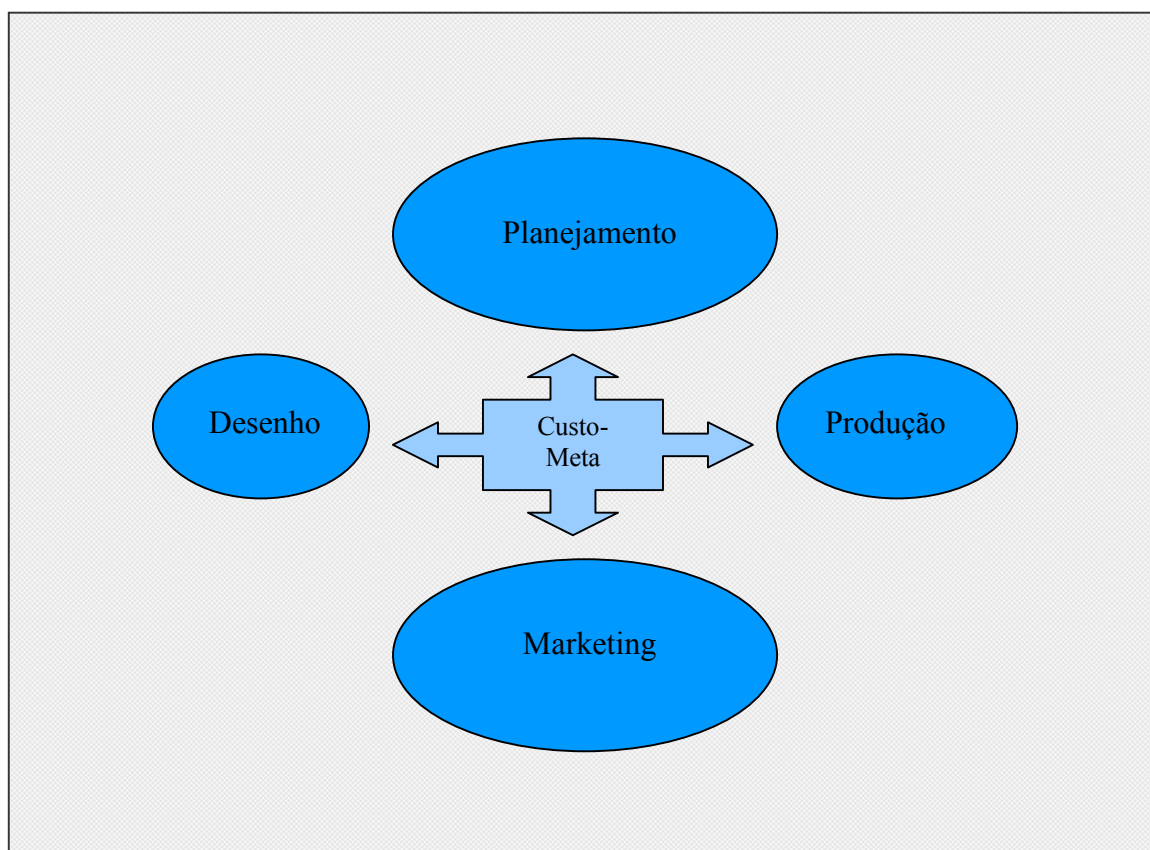 Planejamento
Desenho
Custo-
Meta
Produção
Marketing